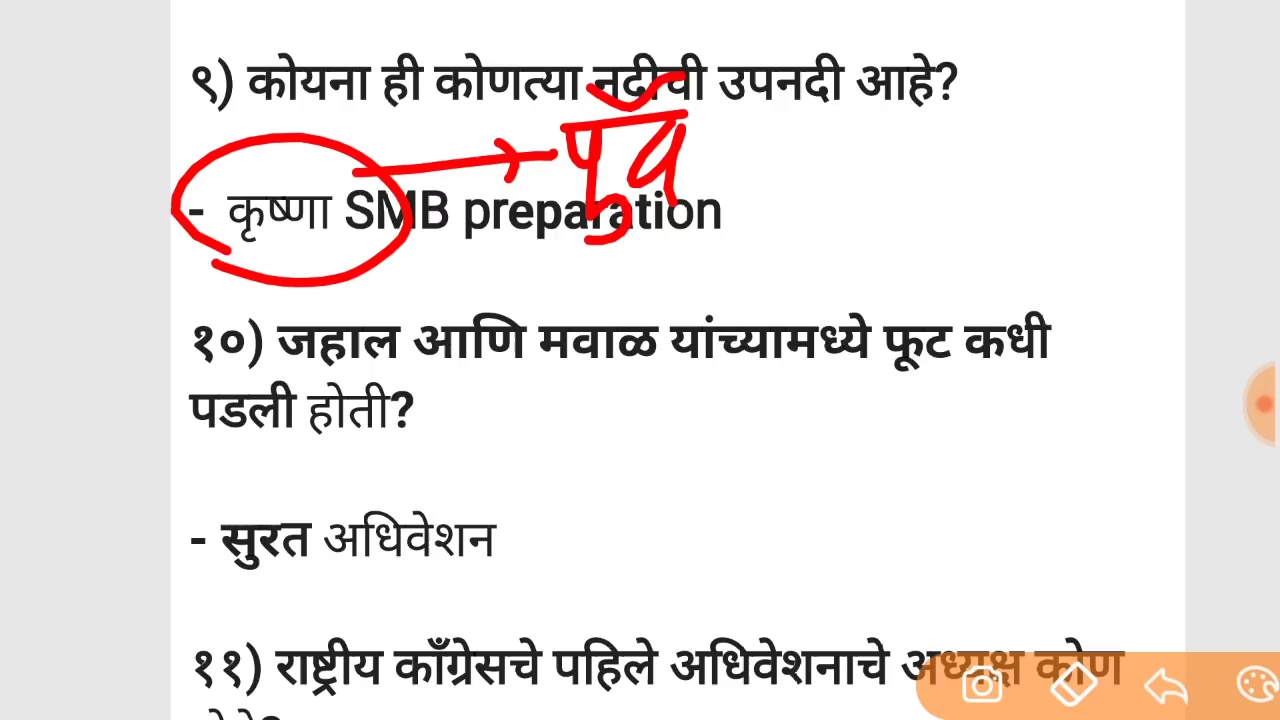 ९) कोयना ही कोणत्या नदीची उपनदी आहे?
पुर्व
- कृष्णा SMB preparation
१०) जहाल आणि मवाळ यांच्यामध्ये फूट कधी
पडली होती?
- सुरत अधिवेशन
११) राष्ट्रीय काँग्रेसचे पहिले अधिवेशनाचे अध्यक्ष कोण